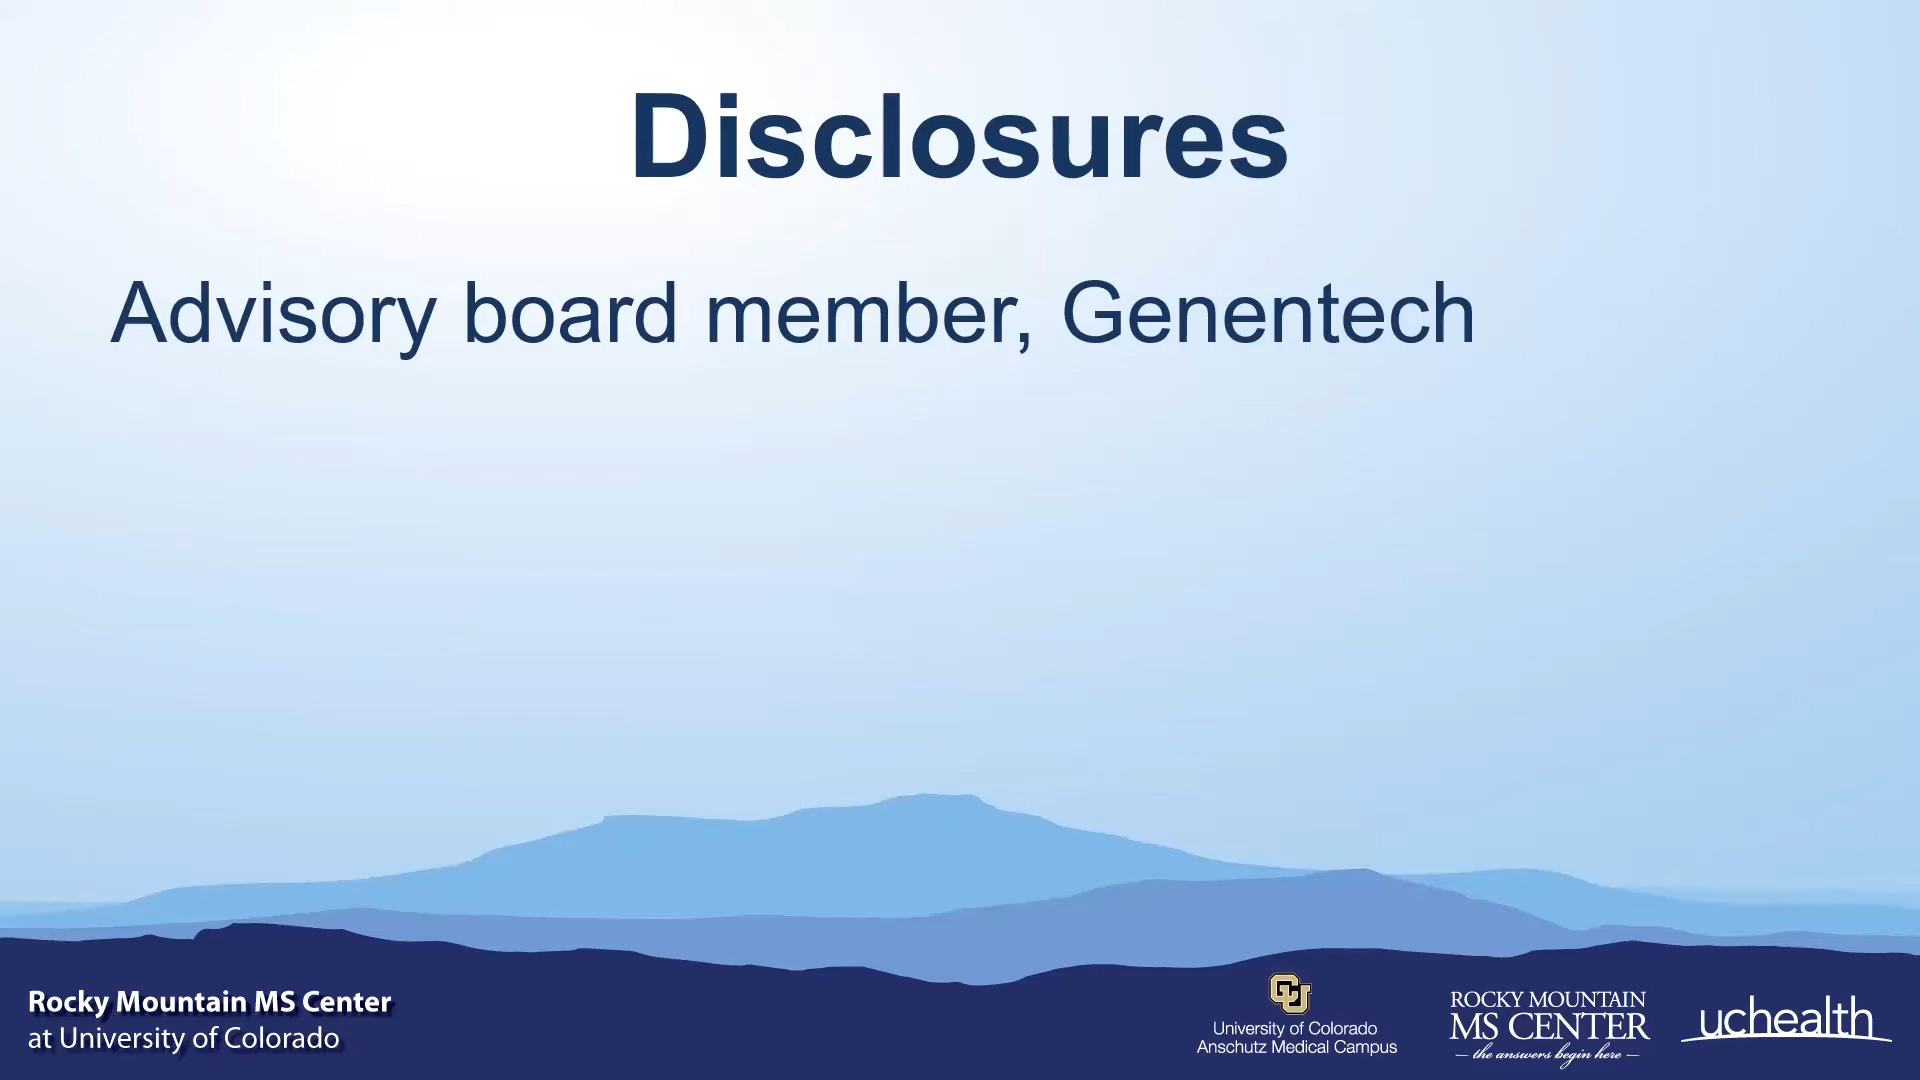 Disclosures
Advisory board member, Genentech
Rocky Mountain MS Center
at University of Colorado
CU
University of Colorado
Anschutz Medical Campus
ROCKY MOUNTAIN
MS CENTER
– the answers begin here –
uchealth